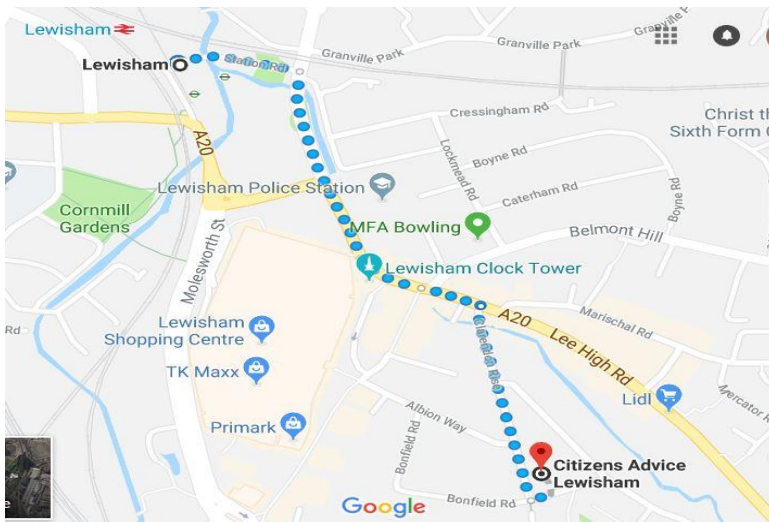 Lewisham
Granville Park
Granville Park
Lewisham
Station Rd
Cressingham Rd
Christ th
Sixth Form C
A20
Lockmead Rd
Boyne Rd
Lewisham Police Station
Caterham Rd
Boyne Rd
Cornmill
Gardens
MFA Bowling
Belmont Hill
Molesworth St
Lewisham Clock Tower
Rd
Lewisham
Shopping Centre
A20
Lee High Rd
Marischal Rd
Clarendon Rise
TK Maxx
Mercator R
Lidl
Albion Way
Primark
Bonfield Rd
Citizens Advice
Lewisham
Bonfield Rd
Google
e